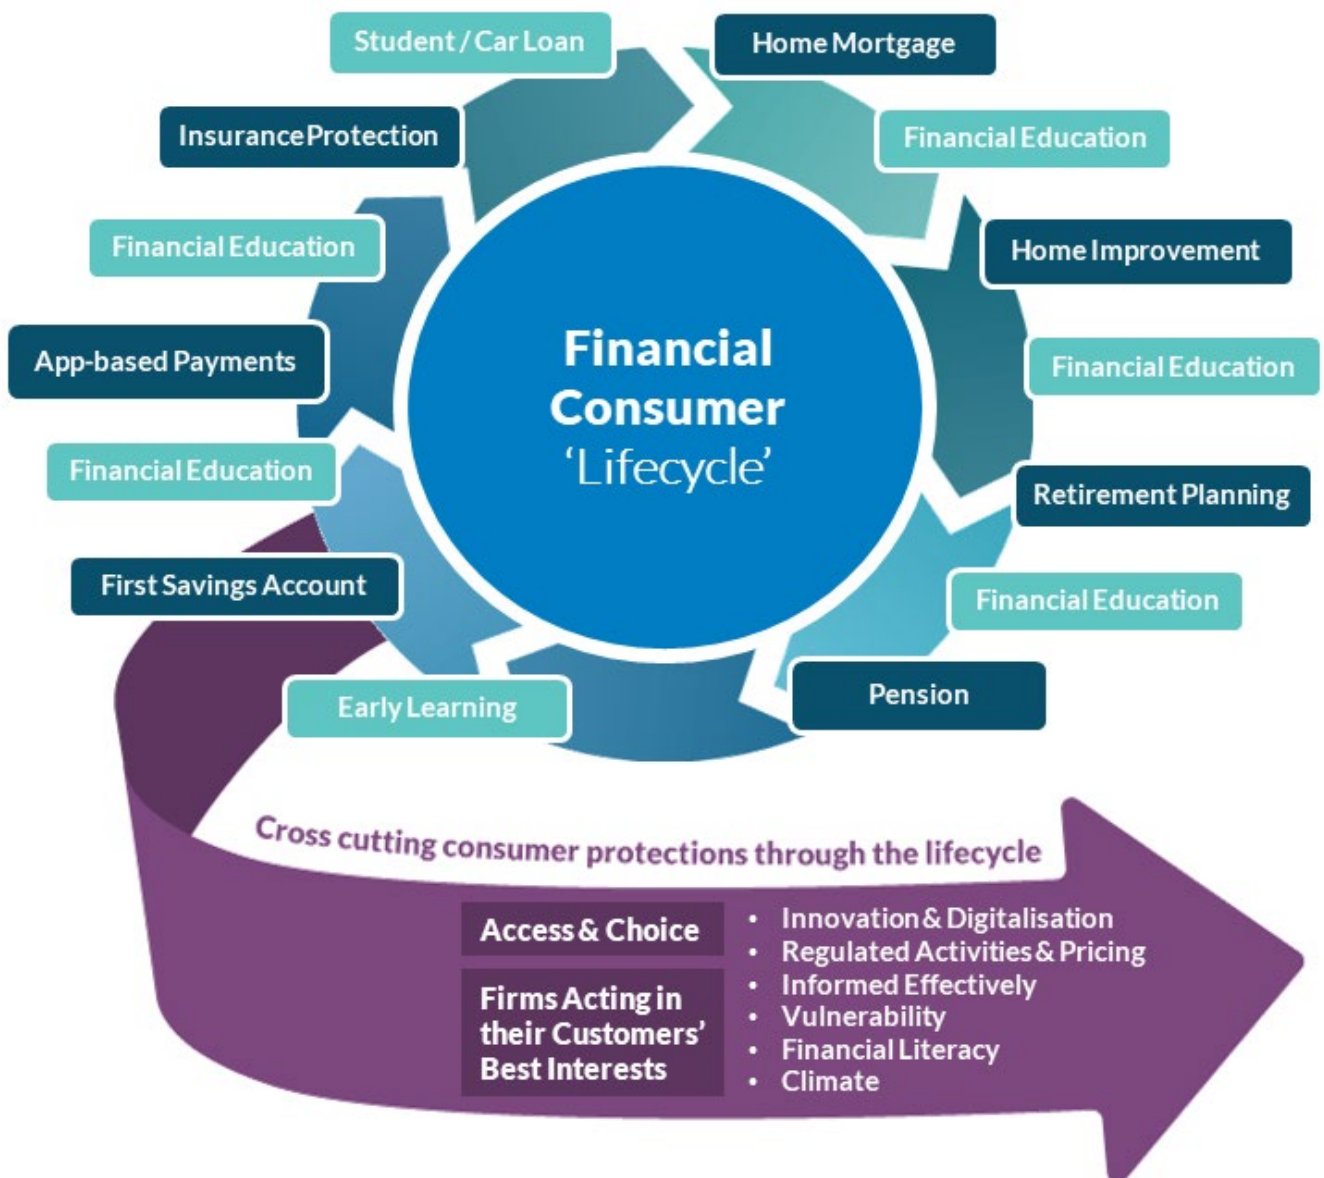 Student / Car Loan
Home Mortgage
Insurance Protection
Financial Education
Financial Education
Home Improvement
Financial
Consumer
‘Lifecycle’
App-based Payments
Financial Education
Financial Education
Retirement Planning
First Savings Account
Financial Education
Early Learning
Pension
Cross cutting consumer protections through the lifecycle
Access & Choice
Firms Acting in
their Customers’
Best Interests
• Innovation & Digitalisation
• Regulated Activities & Pricing
• Informed Effectively
• Vulnerability
• Financial Literacy
• Climate